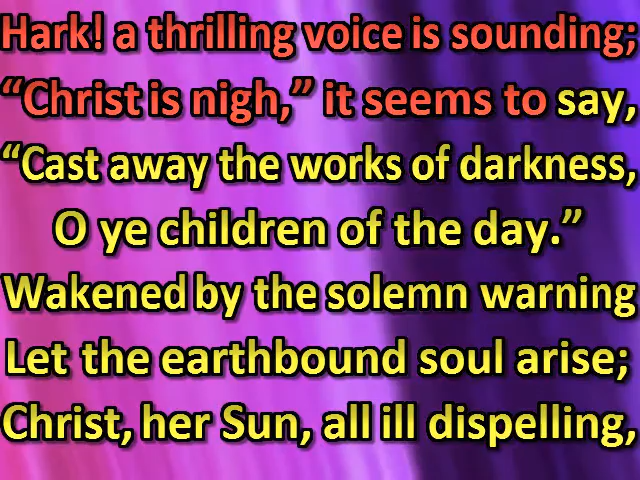 Hark! a thrilling voice is sounding;
“Christ is nigh,” it seems to say,
“Cast away the works of darkness,
O ye children of the day.”
Wakened by the solemn warning
Let the earthbound soul arise;
Christ, her Sun, all ill dispelling,